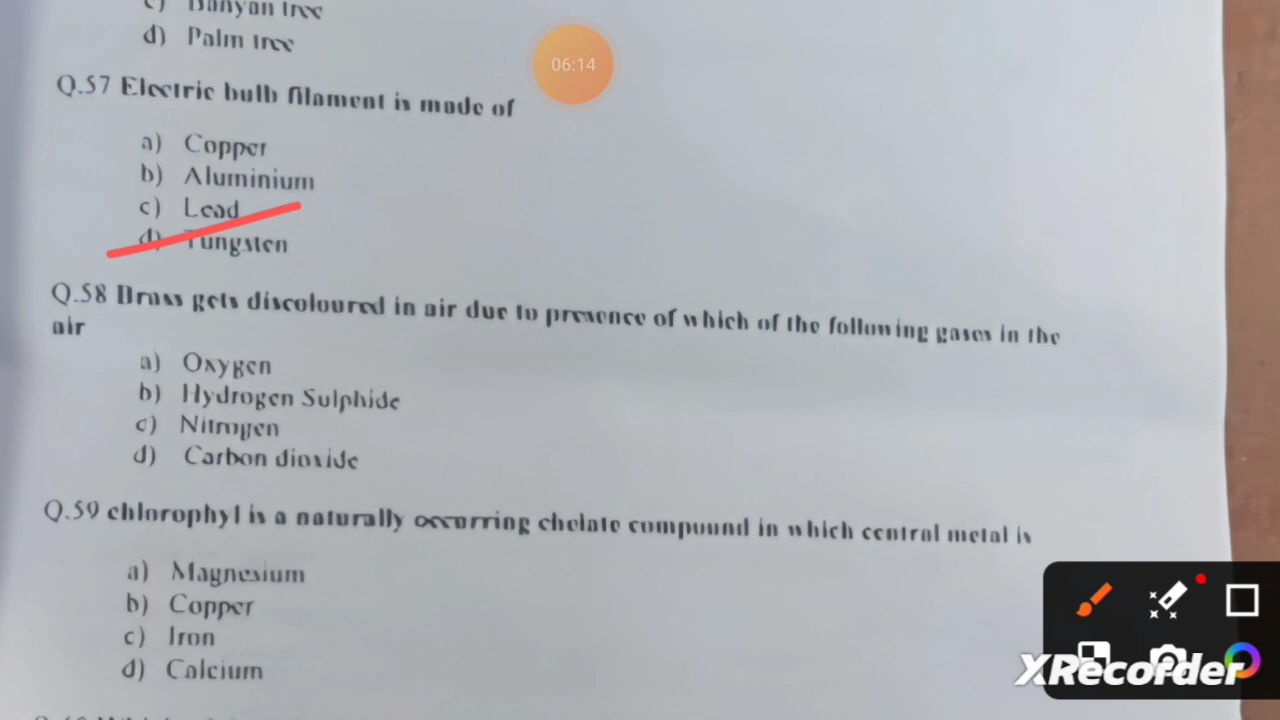 c) Banyan tree
d) Palm tree
06:14
Q.57 Electric bulb filament is made of
a) Copper
b) Aluminium
c) Lead
d) Tungsten
Q.58 Brass gets discoloured in air due to presence of which of the following gases in the
air
a) Oxygen
b) Hydrogen Sulphide
c) Nitrogen
d) Carbon dioxide
Q.59 chlorophyl is a naturally occurring chelate compound in which central metal is
a) Magnesium
b) Copper
c) Iron
d) Calcium
XRecorder